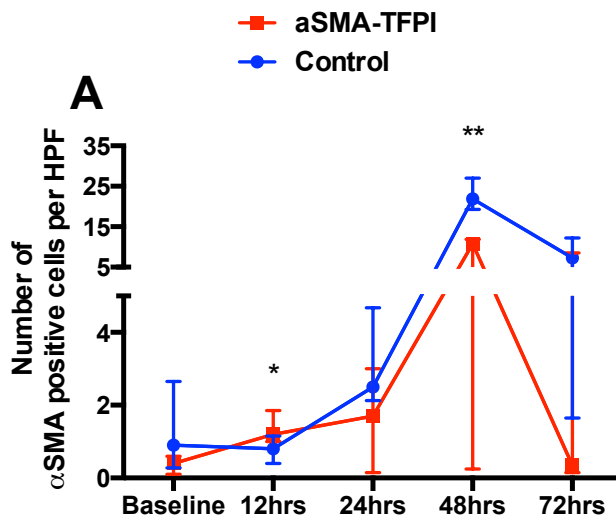 aSMA-TFPI
Control
A
**
*
Number of
αSMA positive cells per HPF
35
25
15
5
4
2
0
Baseline 12hrs 24hrs 48hrs 72hrs